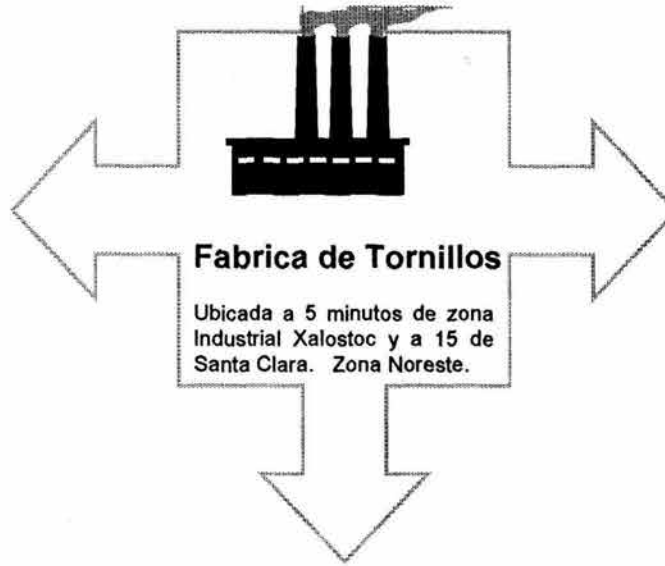 Fabrica de Tornillos
Ubicada a 5 minutos de zona
Industrial Xalostoc y a 15 de
Santa Clara. Zona Noreste.